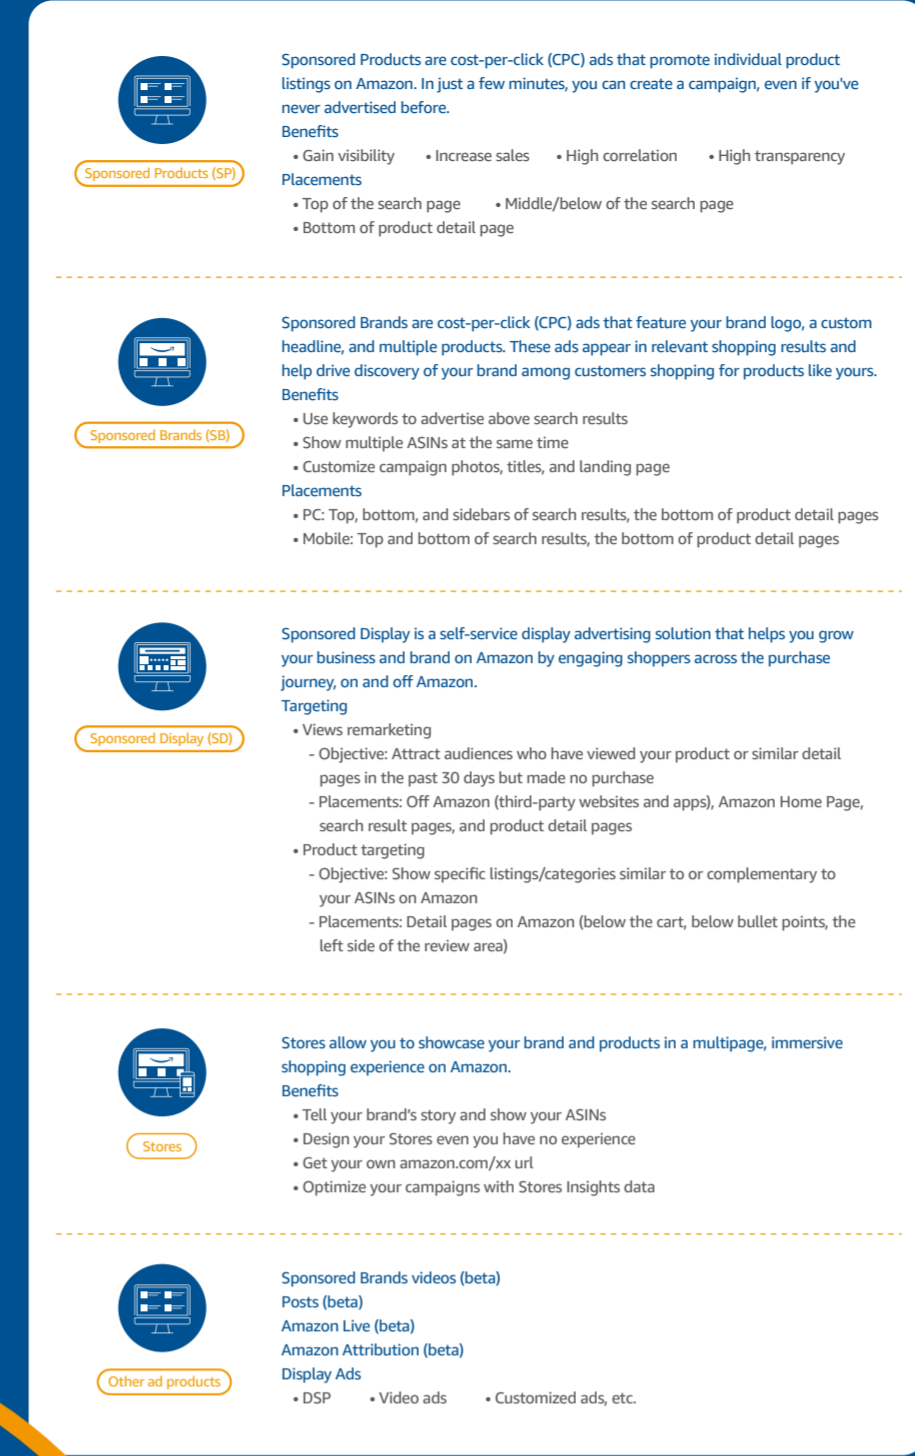 Sponsored Products (SP)
Sponsored Products are cost-per-click (CPC) ads that promote individual product
listings on Amazon. In just a few minutes, you can create a campaign, even if you've
never advertised before.
Benefits
• Gain visibility • Increase sales • High correlation • High transparency
Placements
• Top of the search page • Middle/below of the search page
• Bottom of product detail page
Sponsored Brands (SB)
Sponsored Brands are cost-per-click (CPC) ads that feature your brand logo, a custom
headline, and multiple products. These ads appear in relevant shopping results and
help drive discovery of your brand among customers shopping for products like yours.
Benefits
• Use keywords to advertise above search results
• Show multiple ASINs at the same time
• Customize campaign photos, titles, and landing page
Placements
• PC: Top, bottom, and sidebars of search results, the bottom of product detail pages
• Mobile: Top and bottom of search results, the bottom of product detail pages
Sponsored Display (SD)
Sponsored Display is a self-service display advertising solution that helps you grow
your business and brand on Amazon by engaging shoppers across the purchase
journey, on and off Amazon.
Targeting
• Views remarketing
- Objective: Attract audiences who have viewed your product or similar detail
pages in the past 30 days but made no purchase
- Placements: Off Amazon (third-party websites and apps), Amazon Home Page,
search result pages, and product detail pages
• Product targeting
- Objective: Show specific listings/categories similar to or complementary to
your ASINs on Amazon
- Placements: Detail pages on Amazon (below the cart, below bullet points, the
left side of the review area)
Stores
Stores allow you to showcase your brand and products in a multipage, immersive
shopping experience on Amazon.
Benefits
• Tell your brand's story and show your ASINs
• Design your Stores even you have no experience
• Get your own amazon.com/xx url
• Optimize your campaigns with Stores Insights data
Other ad products
Sponsored Brands videos (beta)
Posts (beta)
Amazon Live (beta)
Amazon Attribution (beta)
Display Ads
• DSP • Video ads • Customized ads, etc.